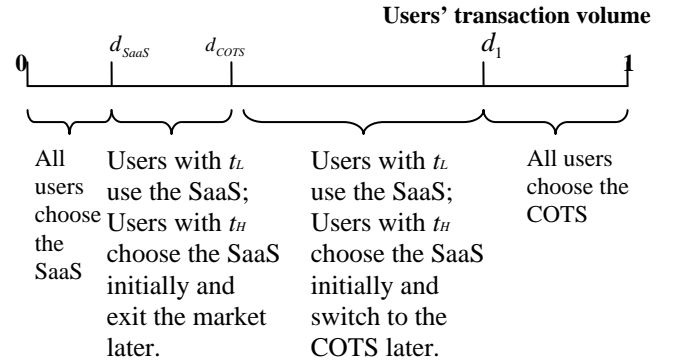 Users' transaction volume
0
d_SaaS
d_COTS
d_1
1
All
users
choose
the
SaaS
Users with t_L
use the SaaS;
Users with t_H
choose the SaaS
initially and
exit the market
later.
Users with t_L
use the SaaS;
Users with t_H
choose the SaaS
initially and
switch to the
COTS later.
All users
choose the
COTS